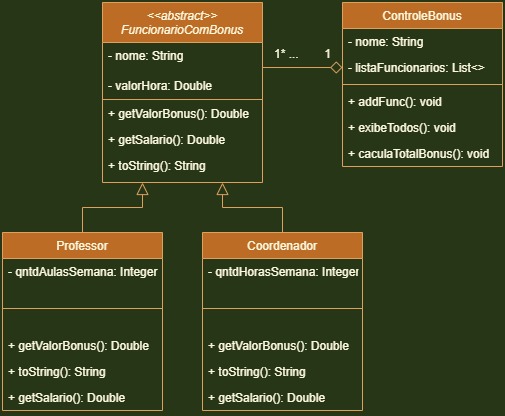 <<abstract>>
FuncionarioComBonus
- nome: String
- valorHora: Double
+ getValorBonus(): Double
+ getSalario(): Double
+ toString(): String
1* ...
1
ControleBonus
- nome: String
- listaFuncionarios: List<>
+ addFunc(): void
+ exibeTodos(): void
+ caculaTotalBonus(): void
Professor
- qntdAulasSemana: Integer
+ getValorBonus(): Double
+ toString(): String
+ getSalario(): Double
Coordenador
- qntdHorasSemana: Integer
+ getValorBonus(): Double
+ toString(): String
+ getSalario(): Double